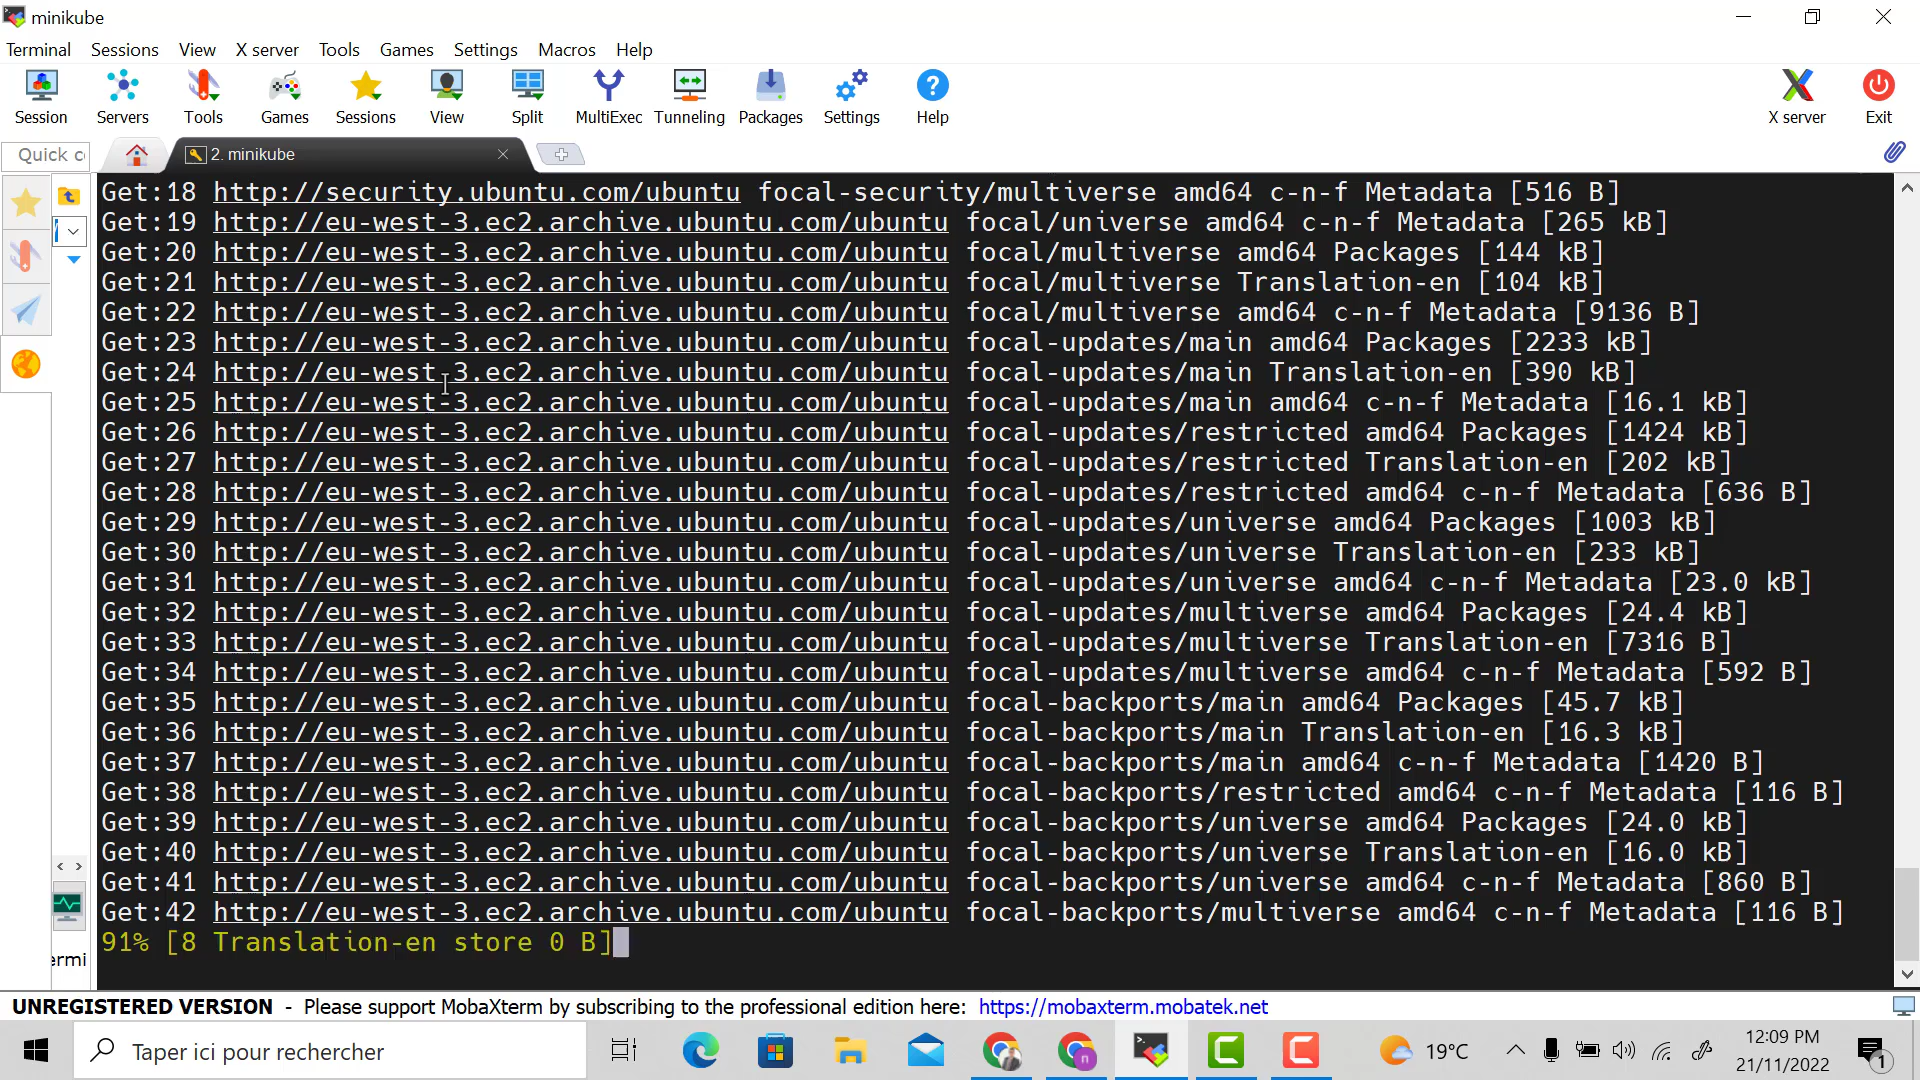 minikube
Terminal Sessions View X server Tools Games Settings Macros Help
Session Servers Tools Games Sessions View Split MultiExec Tunneling Packages Settings Help X server Exit
Quick c
2. minikube
Get:18 http://security.ubuntu.com/ubuntu focal-security/multiverse amd64 c-n-f Metadata [516 B]
Get:19 http://eu-west-3.ec2.archive.ubuntu.com/ubuntu focal/universe amd64 c-n-f Metadata [265 kB]
Get:20 http://eu-west-3.ec2.archive.ubuntu.com/ubuntu focal/multiverse amd64 Packages [144 kB]
Get:21 http://eu-west-3.ec2.archive.ubuntu.com/ubuntu focal/multiverse Translation-en [104 kB]
Get:22 http://eu-west-3.ec2.archive.ubuntu.com/ubuntu focal/multiverse amd64 c-n-f Metadata [9136 B]
Get:23 http://eu-west-3.ec2.archive.ubuntu.com/ubuntu focal-updates/main amd64 Packages [2233 kB]
Get:24 http://eu-west-3.ec2.archive.ubuntu.com/ubuntu focal-updates/main Translation-en [390 kB]
Get:25 http://eu-west-3.ec2.archive.ubuntu.com/ubuntu focal-updates/main amd64 c-n-f Metadata [16.1 kB]
Get:26 http://eu-west-3.ec2.archive.ubuntu.com/ubuntu focal-updates/restricted amd64 Packages [1424 kB]
Get:27 http://eu-west-3.ec2.archive.ubuntu.com/ubuntu focal-updates/restricted Translation-en [202 kB]
Get:28 http://eu-west-3.ec2.archive.ubuntu.com/ubuntu focal-updates/restricted amd64 c-n-f Metadata [636 B]
Get:29 http://eu-west-3.ec2.archive.ubuntu.com/ubuntu focal-updates/universe amd64 Packages [1003 kB]
Get:30 http://eu-west-3.ec2.archive.ubuntu.com/ubuntu focal-updates/universe Translation-en [233 kB]
Get:31 http://eu-west-3.ec2.archive.ubuntu.com/ubuntu focal-updates/universe amd64 c-n-f Metadata [23.0 kB]
Get:32 http://eu-west-3.ec2.archive.ubuntu.com/ubuntu focal-updates/multiverse amd64 Packages [24.4 kB]
Get:33 http://eu-west-3.ec2.archive.ubuntu.com/ubuntu focal-updates/multiverse Translation-en [7316 B]
Get:34 http://eu-west-3.ec2.archive.ubuntu.com/ubuntu focal-updates/multiverse amd64 c-n-f Metadata [592 B]
Get:35 http://eu-west-3.ec2.archive.ubuntu.com/ubuntu focal-backports/main amd64 Packages [45.7 kB]
Get:36 http://eu-west-3.ec2.archive.ubuntu.com/ubuntu focal-backports/main Translation-en [16.3 kB]
Get:37 http://eu-west-3.ec2.archive.ubuntu.com/ubuntu focal-backports/main amd64 c-n-f Metadata [1420 B]
Get:38 http://eu-west-3.ec2.archive.ubuntu.com/ubuntu focal-backports/restricted amd64 c-n-f Metadata [116 B]
Get:39 http://eu-west-3.ec2.archive.ubuntu.com/ubuntu focal-backports/universe amd64 Packages [24.0 kB]
Get:40 http://eu-west-3.ec2.archive.ubuntu.com/ubuntu focal-backports/universe Translation-en [16.0 kB]
Get:41 http://eu-west-3.ec2.archive.ubuntu.com/ubuntu focal-backports/universe amd64 c-n-f Metadata [860 B]
Get:42 http://eu-west-3.ec2.archive.ubuntu.com/ubuntu focal-backports/multiverse amd64 c-n-f Metadata [116 B]
91% [8 Translation-en store 0 B]
ermi
UNREGISTERED VERSION - Please support MobaXterm by subscribing to the professional edition here: https://mobaxterm.mobatek.net
Taper ici pour rechercher
19°C
12:09 PM
21/11/2022
1